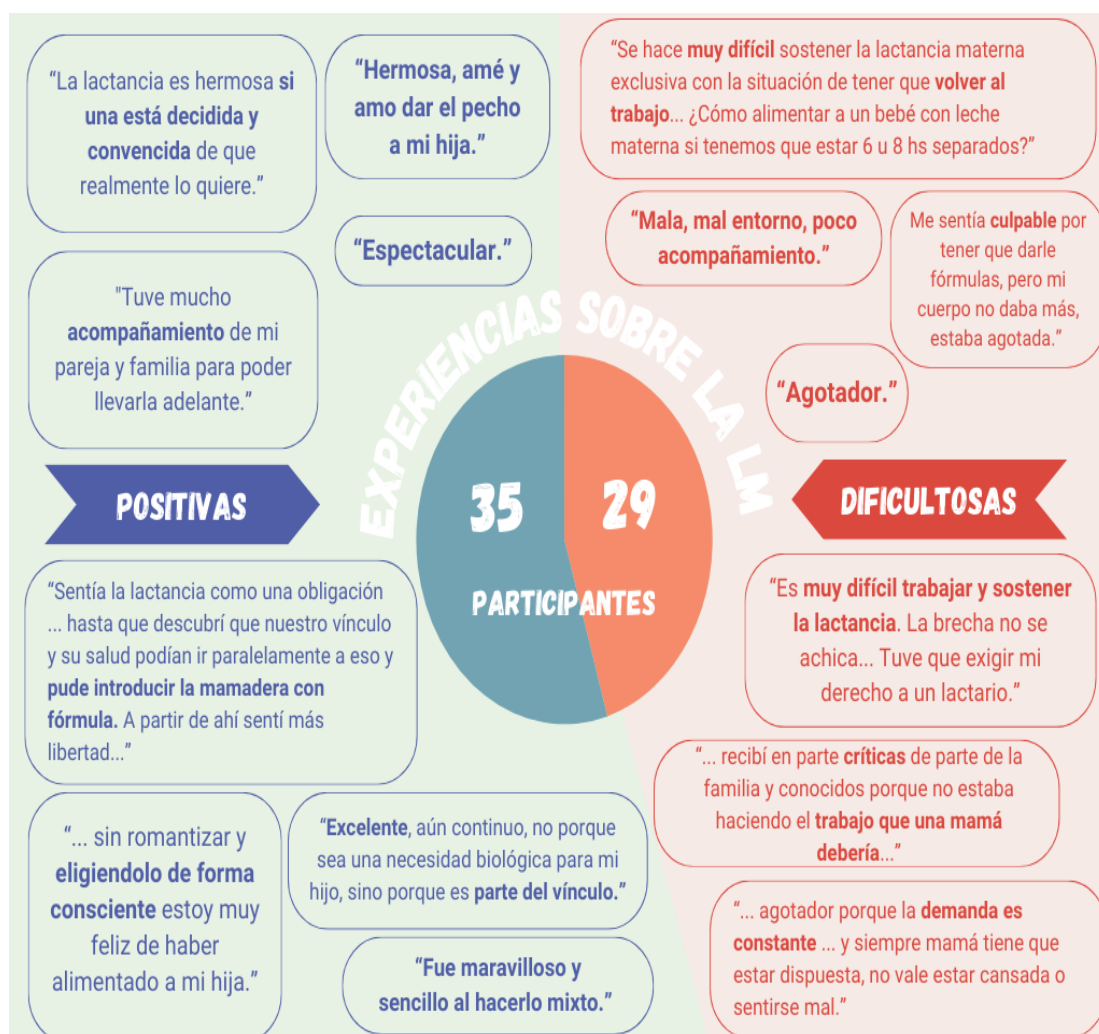 “La lactancia es hermosa si
una está decidida y
convencida de que
realmente lo quiere.”
“Hermosa, amé y
amo dar el pecho
a mi hija.”
“Espectacular.”
"Tuve mucho
acompañamiento de mi
pareja y familia para poder
llevarla adelante.”
“Se hace muy difícil sostener la lactancia materna
exclusiva con la situación de tener que volver al
trabajo... ¿Cómo alimentar a un bebé con leche
materna si tenemos que estar 6 u 8 hs separados?”
“Mala, mal entorno, poco
acompañamiento.”
Me sentía culpable por
tener que darle
fórmulas, pero mi
cuerpo no daba más,
estaba agotada.”
“Agotador.”
EXPERIENCIAS SOBRE LA LM
POSITIVAS
35
29
PARTICIPANTES
DIFICULTOSAS
“Sentía la lactancia como una obligación
... hasta que descubrí que nuestro vínculo
y su salud podían ir paralelamente a eso y
pude introducir la mamadera con
fórmula. A partir de ahí sentí más
libertad...”
“... sin romantizar y
eligiendolo de forma
consciente estoy muy
feliz de haber
alimentado a mi hija.”
“Excelente, aún continuo, no porque
sea una necesidad biológica para mi
hijo, sino porque es parte del vínculo.”
“Fue maravilloso y
sencillo al hacerlo mixto.”
“Es muy difícil trabajar y sostener
la lactancia. La brecha no se
achica... Tuve que exigir mi
derecho a un lactario.”
“... recibí en parte críticas de parte de la
familia y conocidos porque no estaba
haciendo el trabajo que una mamá
debería...”
“... agotador porque la demanda es
constante ... y siempre mamá tiene que
estar dispuesta, no vale estar cansada o
sentirse mal.”